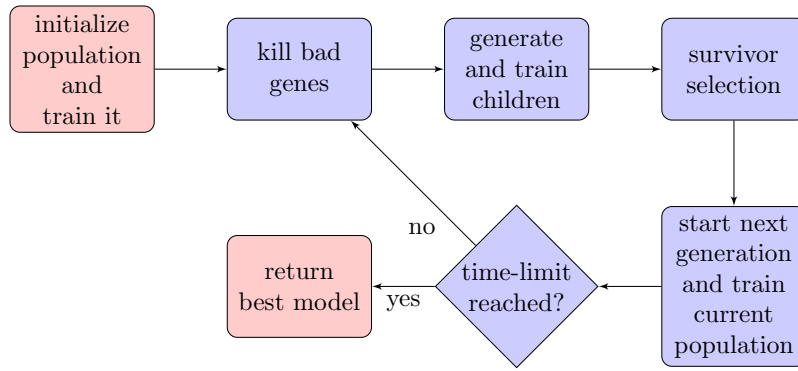 initialize
population
and
train it
kill bad
genes
generate
and train
children
survivor
selection
start next
generation
and train
current
population
time-limit
reached?
no
yes
return
best model